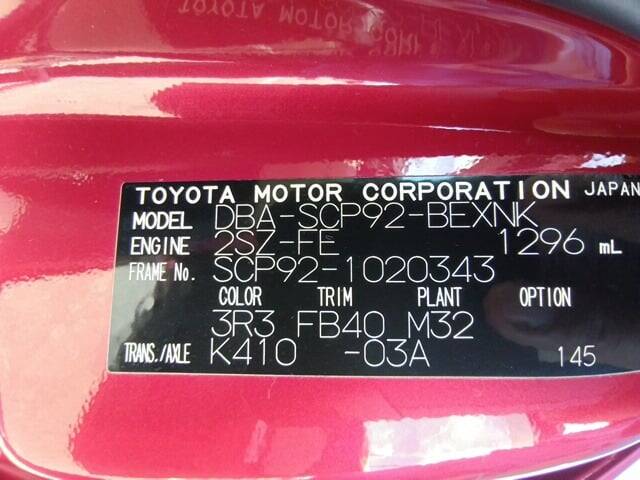 TOYOTA MOTOR CORPORATION JAPAN
MODEL DBA-SCP92-BEXNK
ENGINE 2SZ-FE 1296 mL
FRAME No. SCP92-1020343
COLOR TRIM PLANT OPTION
3R3 FB40 M32
TRANS./AXLE K410 -03A 145